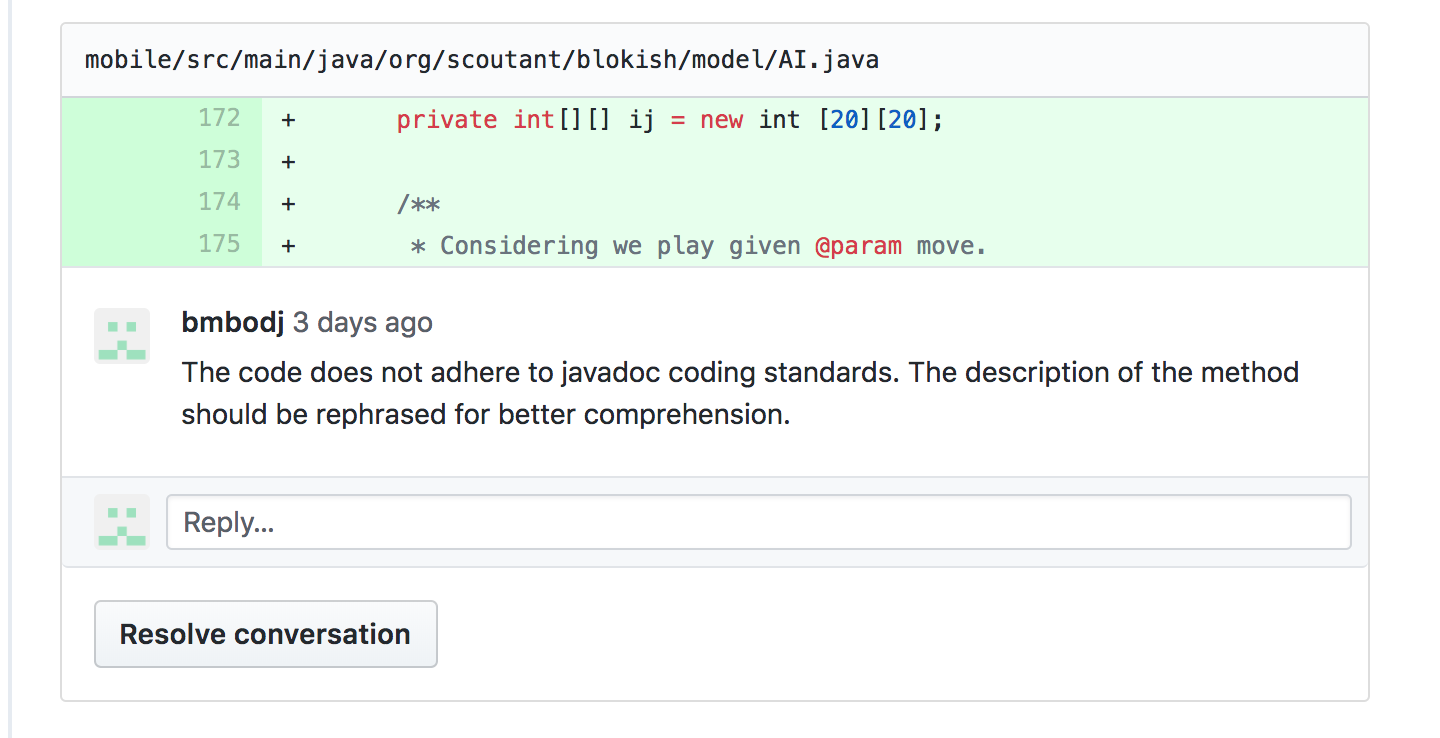 mobile/src/main/java/org/scoutant/blokish/model/AI.java
172 + private int[][] ij = new int [20][20];
173 +
174 + /**
175 + * Considering we play given @param move.
bmbodj 3 days ago
The code does not adhere to javadoc coding standards. The description of the method
should be rephrased for better comprehension.
Reply...
Resolve conversation